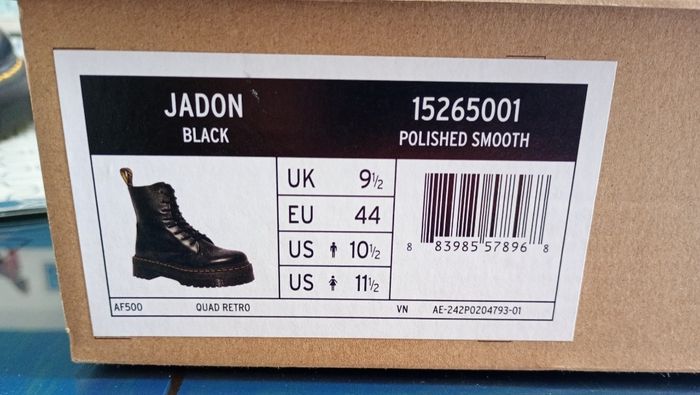 JADON
BLACK
15265001
POLISHED SMOOTH
UK 9½
EU 44
US 10½
US 11½
8 83985 57896 8
AF500 QUAD RETRO VN AE-242P0204793-01